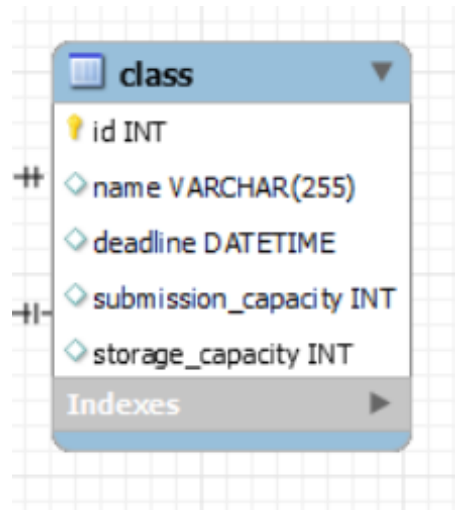 class
id INT
name VARCHAR(255)
deadline DATETIME
submission_capacity INT
storage_capacity INT
Indexes